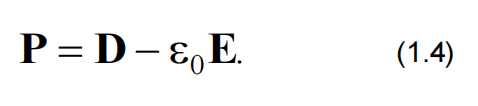 P = D − ε₀E. (1.4)